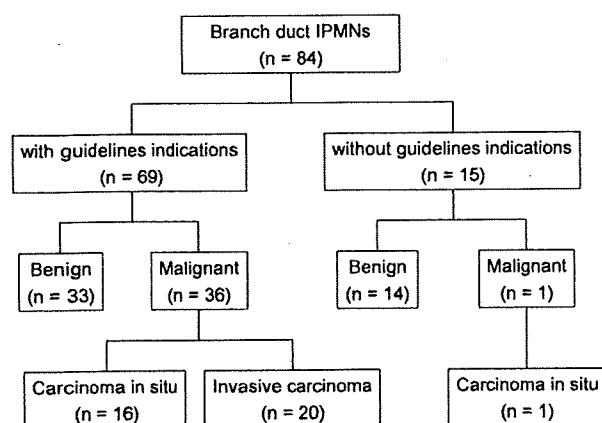 Branch duct IPMNs
(n = 84)
with guidelines indications
(n = 69)
without guidelines indications
(n = 15)
Benign
(n = 33)
Malignant
(n = 36)
Benign
(n = 14)
Malignant
(n = 1)
Carcinoma in situ
(n = 16)
Invasive carcinoma
(n = 20)
Carcinoma in situ
(n = 1)